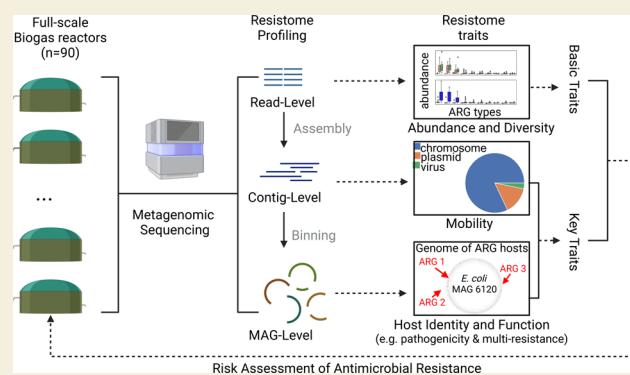 Full-scale
Biogas reactors
(n=90)
...
Metagenomic
Sequencing
Resistome
Profiling
Read-Level
Assembly
Contig-Level
Binning
MAG-Level
Resistome
traits
abundance
ARG types
Abundance and Diversity
chromosome
plasmid
virus
Mobility
Genome of ARG hosts
ARG 1
ARG 2
ARG 3
E. coli
MAG 6120
Host Identity and Function
(e.g. pathogenicity & multi-resistance)
Basic Traits
Key Traits
Risk Assessment of Antimicrobial Resistance